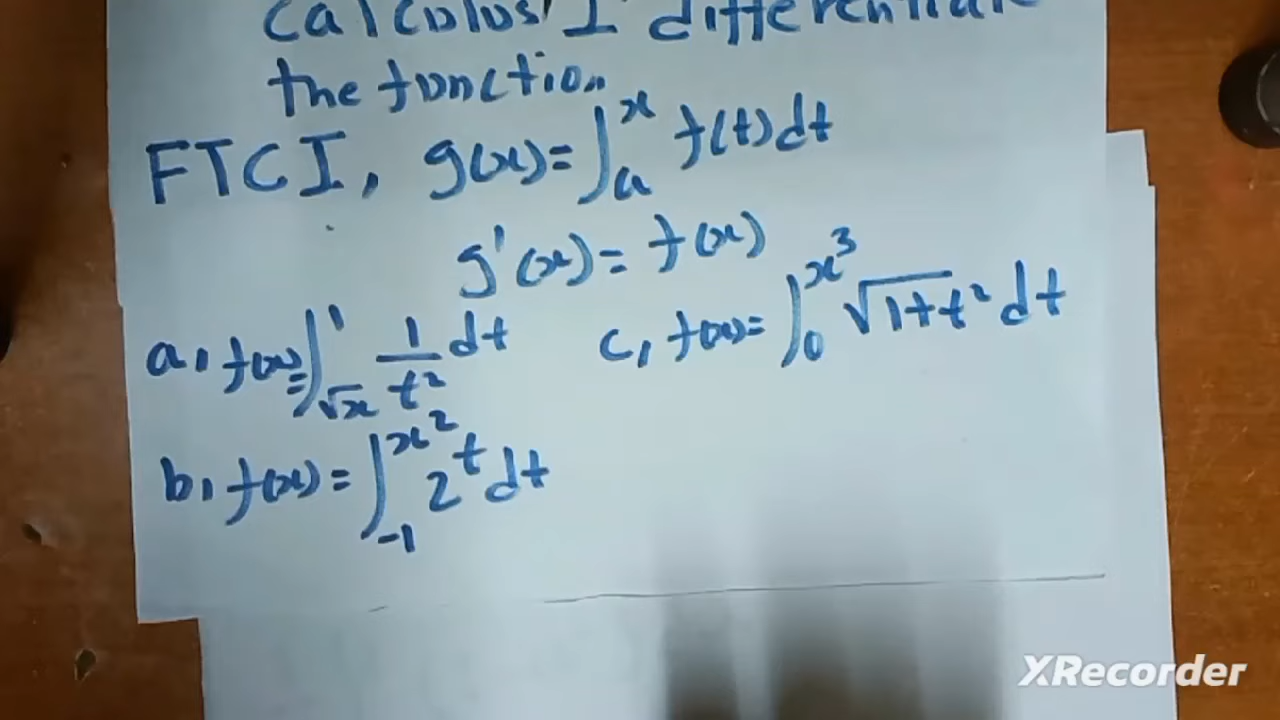 Calculus I differentiate
the function
FTCI, g(x)=∫ₐˣ f(t)dt
g'(x)= f(x)
a, f(x)=∫_√x^1 1/t² dt
c, f(x)=∫₀^x³ √1+t² dt
b, f(x)=∫₋₁^x² 2^t dt
XRecorder